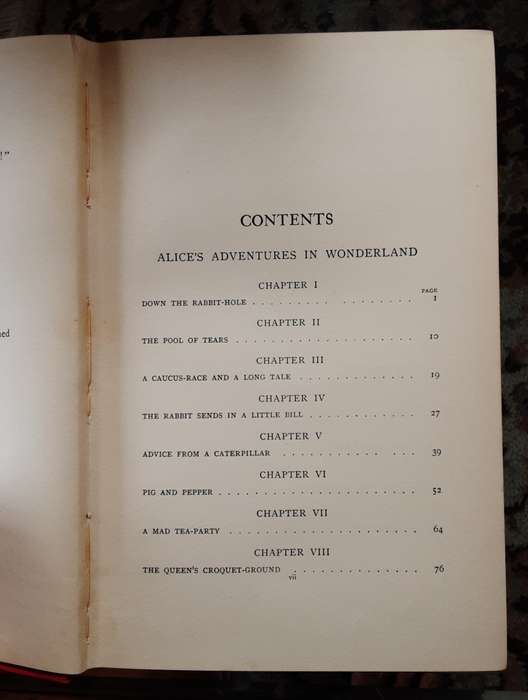 !"
ned
CONTENTS
ALICE'S ADVENTURES IN WONDERLAND
CHAPTER I
PAGE
DOWN THE RABBIT-HOLE . . . . . . . . . . . . . . . . 1
CHAPTER II
THE POOL OF TEARS . . . . . . . . . . . . . . . . . . . . 10
CHAPTER III
A CAUCUS-RACE AND A LONG TALE . . . . . . . . . . . . . 19
CHAPTER IV
THE RABBIT SENDS IN A LITTLE BILL . . . . . . . . . . . . 27
CHAPTER V
ADVICE FROM A CATERPILLAR . . . . . . . . . . . . . . 39
CHAPTER VI
PIG AND PEPPER . . . . . . . . . . . . . . . . . . . . . . 52
CHAPTER VII
A MAD TEA-PARTY . . . . . . . . . . . . . . . . . . . . . 64
CHAPTER VIII
THE QUEEN'S CROQUET-GROUND . . . . . . . . . . . . . . 76
vii